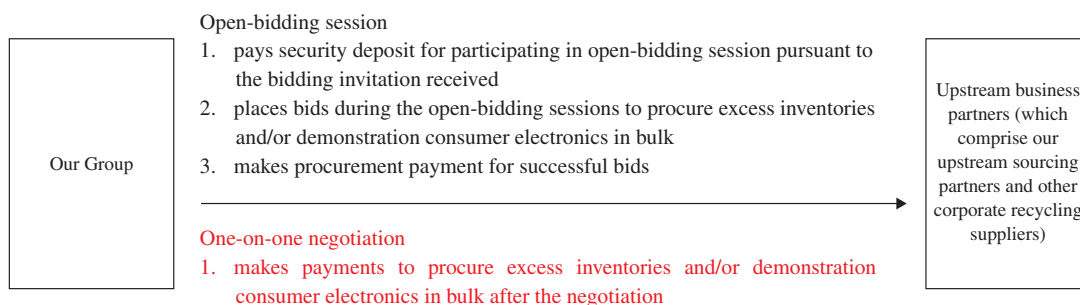 Our Group
Open-bidding session
1. pays security deposit for participating in open-bidding session pursuant to
the bidding invitation received
2. places bids during the open-bidding sessions to procure excess inventories
and/or demonstration consumer electronics in bulk
3. makes procurement payment for successful bids
One-on-one negotiation
1. makes payments to procure excess inventories and/or demonstration
consumer electronics in bulk after the negotiation
Upstream business
partners (which
comprise our
upstream sourcing
partners and other
corporate recycling
suppliers)